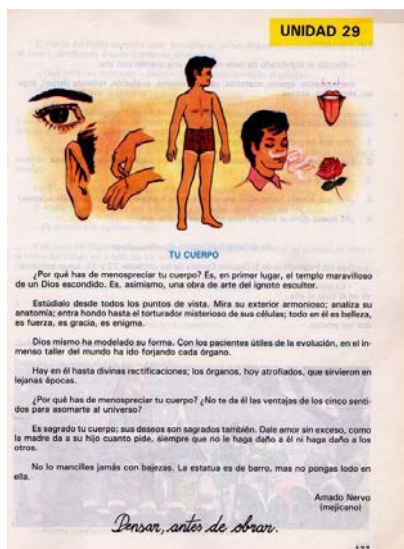 UNIDAD 29
TU CUERPO
¿Por qué has de menospreciar tu cuerpo? Es, en primer lugar, el templo maravilloso
de un Dios escondido. Es, asimismo, una obra de arte del ignoto escultor.
Estúdialo desde todos los puntos de vista. Mira su exterior armonioso; analiza su
anatomía; entra hondo hasta el torturador misterioso de sus células; todo en él es belleza,
es fuerza, es gracia, es enigma.
Dios mismo ha modelado su forma. Con los pacientes útiles de la evolución, en el in-
menso taller del mundo ha ido forjando cada órgano.
Hay en él hasta divinas rectificaciones; los órganos, hoy atrofiados, que sirvieron en
lejanas épocas.
¿Por qué has de menospreciar tu cuerpo? ¿No te da él las ventajas de los cinco senti-
dos para asomarte al universo?
Es sagrado tu cuerpo; sus deseos son sagrados también. Dale amor sin exceso, como
la madre da a su hijo cuanto pide, siempre que no le haga daño a él ni haga daño a los
otros.
No lo mancilles jamás con bajezas. La estatua es de barro, mas no pongas lodo en
ella.
Amado Nervo
(mejicano)
Pensar, antes de obrar.